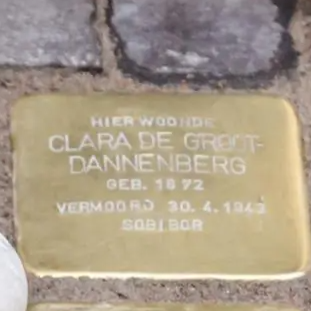 HIER WOONDE
CLARA DE GROOT-
DANNENBERG
GEB. 1872
VERMOORD 30.4.1943
SOBIBOR